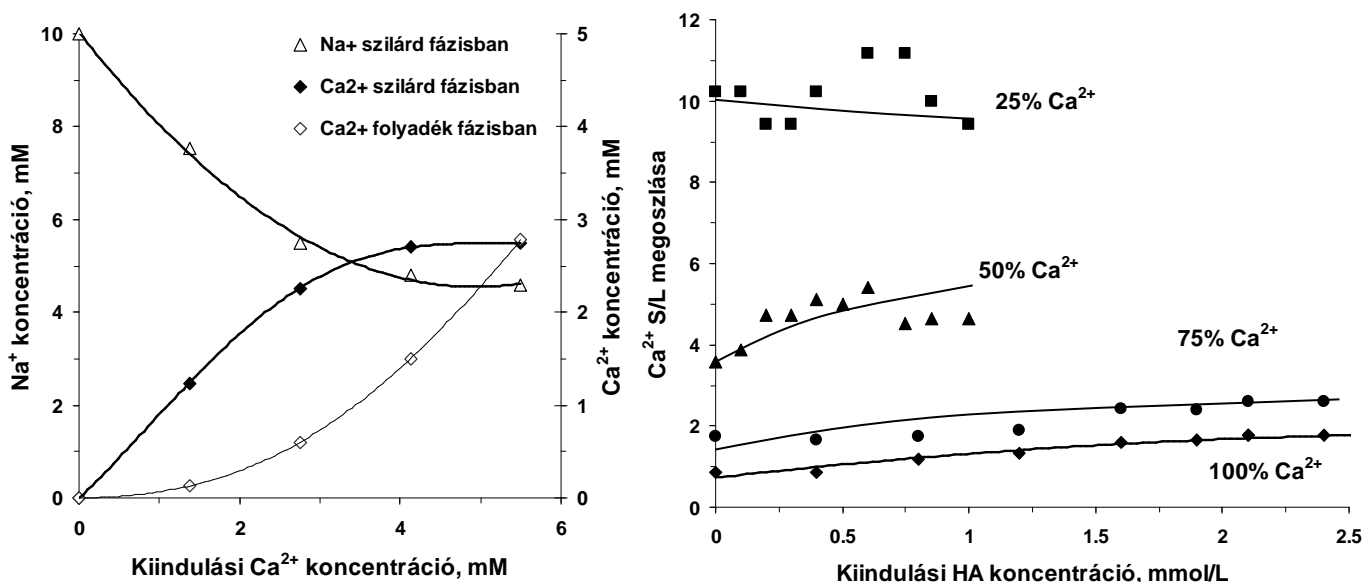 Na+ koncentráció, mM
10
8
6
4
2
0
Na+ szilárd fázisban
Ca2+ szilárd fázisban
Ca2+ folyadék fázisban
5
4
3
2
1
0
Ca2+ koncentráció, mM
0
2
4
6
Kiindulási Ca2+ koncentráció, mM
Ca2+ S/L megoszlása
12
10
8
6
4
2
0
25% Ca2+
50% Ca2+
75% Ca2+
100% Ca2+
0
0.5
1
1.5
2
2.5
Kiindulási HA koncentráció, mmol/L